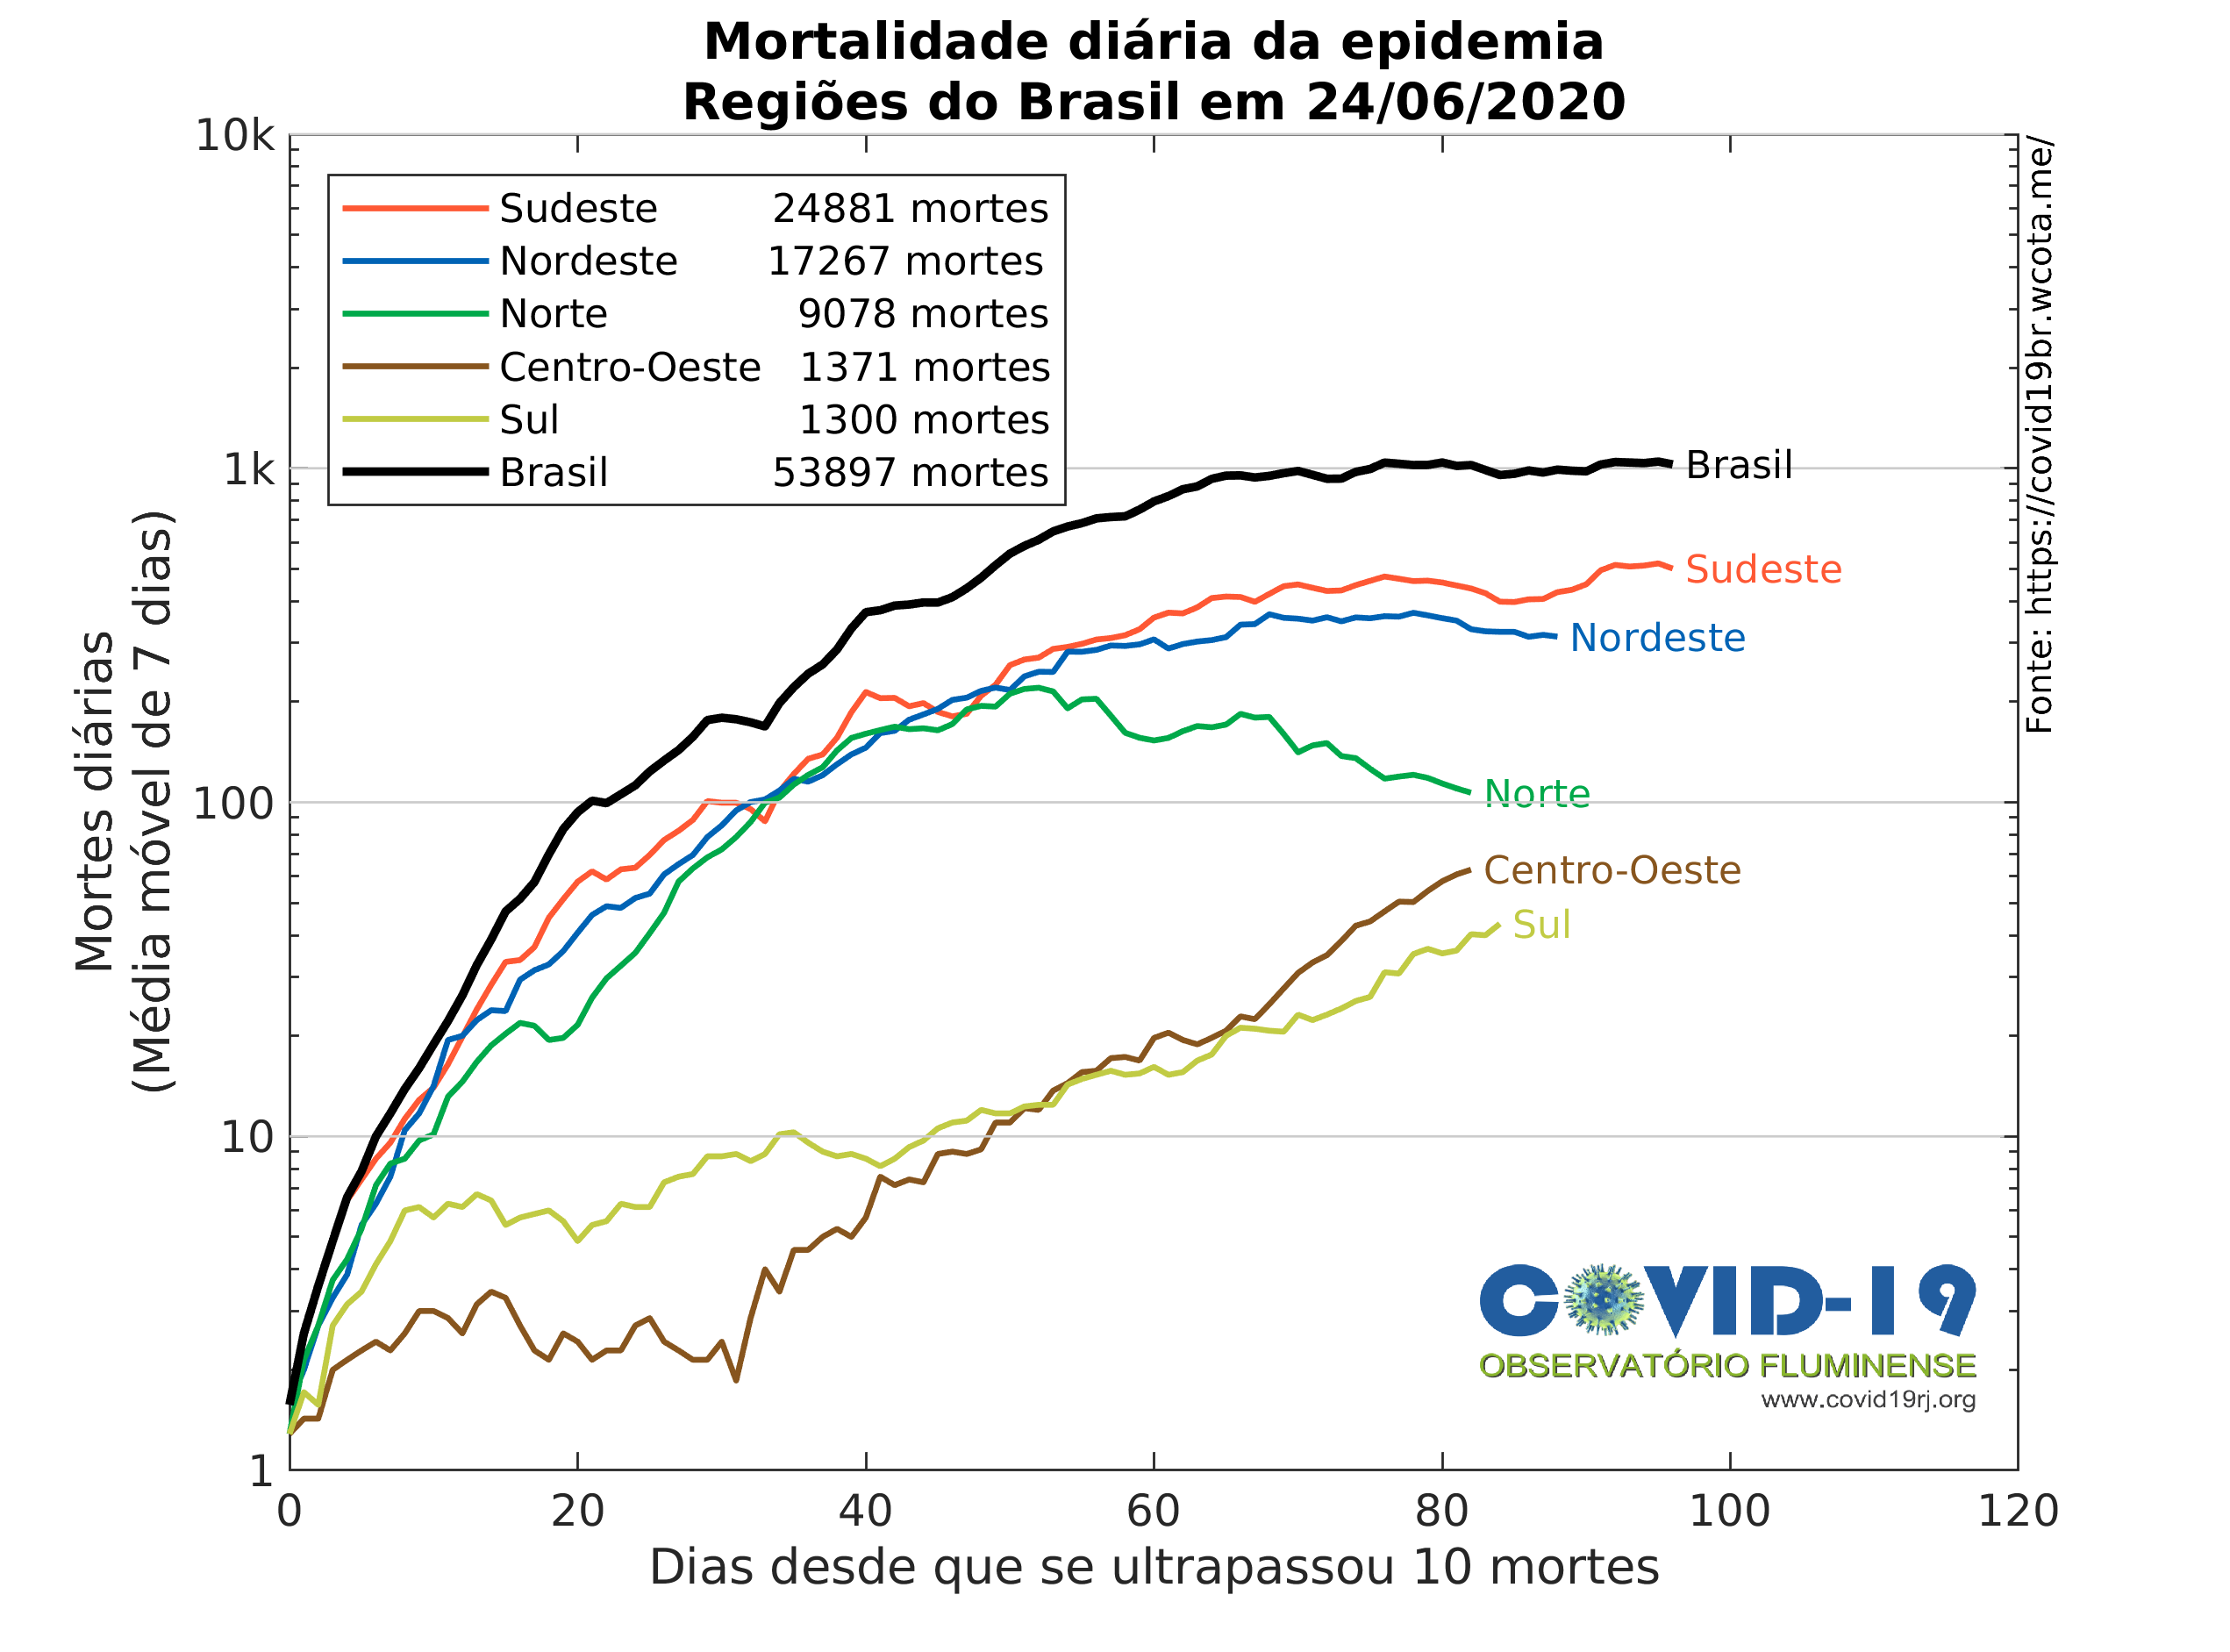 Mortalidade diária da epidemia
Regiões do Brasil em 24/06/2020
10k
1k
100
10
1
Mortes diárias
(Média móvel de 7 dias)
Sudeste 24881 mortes
Nordeste 17267 mortes
Norte 9078 mortes
Centro-Oeste 1371 mortes
Sul 1300 mortes
Brasil 53897 mortes
Brasil
Sudeste
Nordeste
Norte
Centro-Oeste
Sul
Fonte: https://covid19br.wcota.me/
COVID-19
OBSERVATÓRIO FLUMINENSE
www.covid19rj.org
0 20 40 60 80 100 120
Dias desde que se ultrapassou 10 mortes